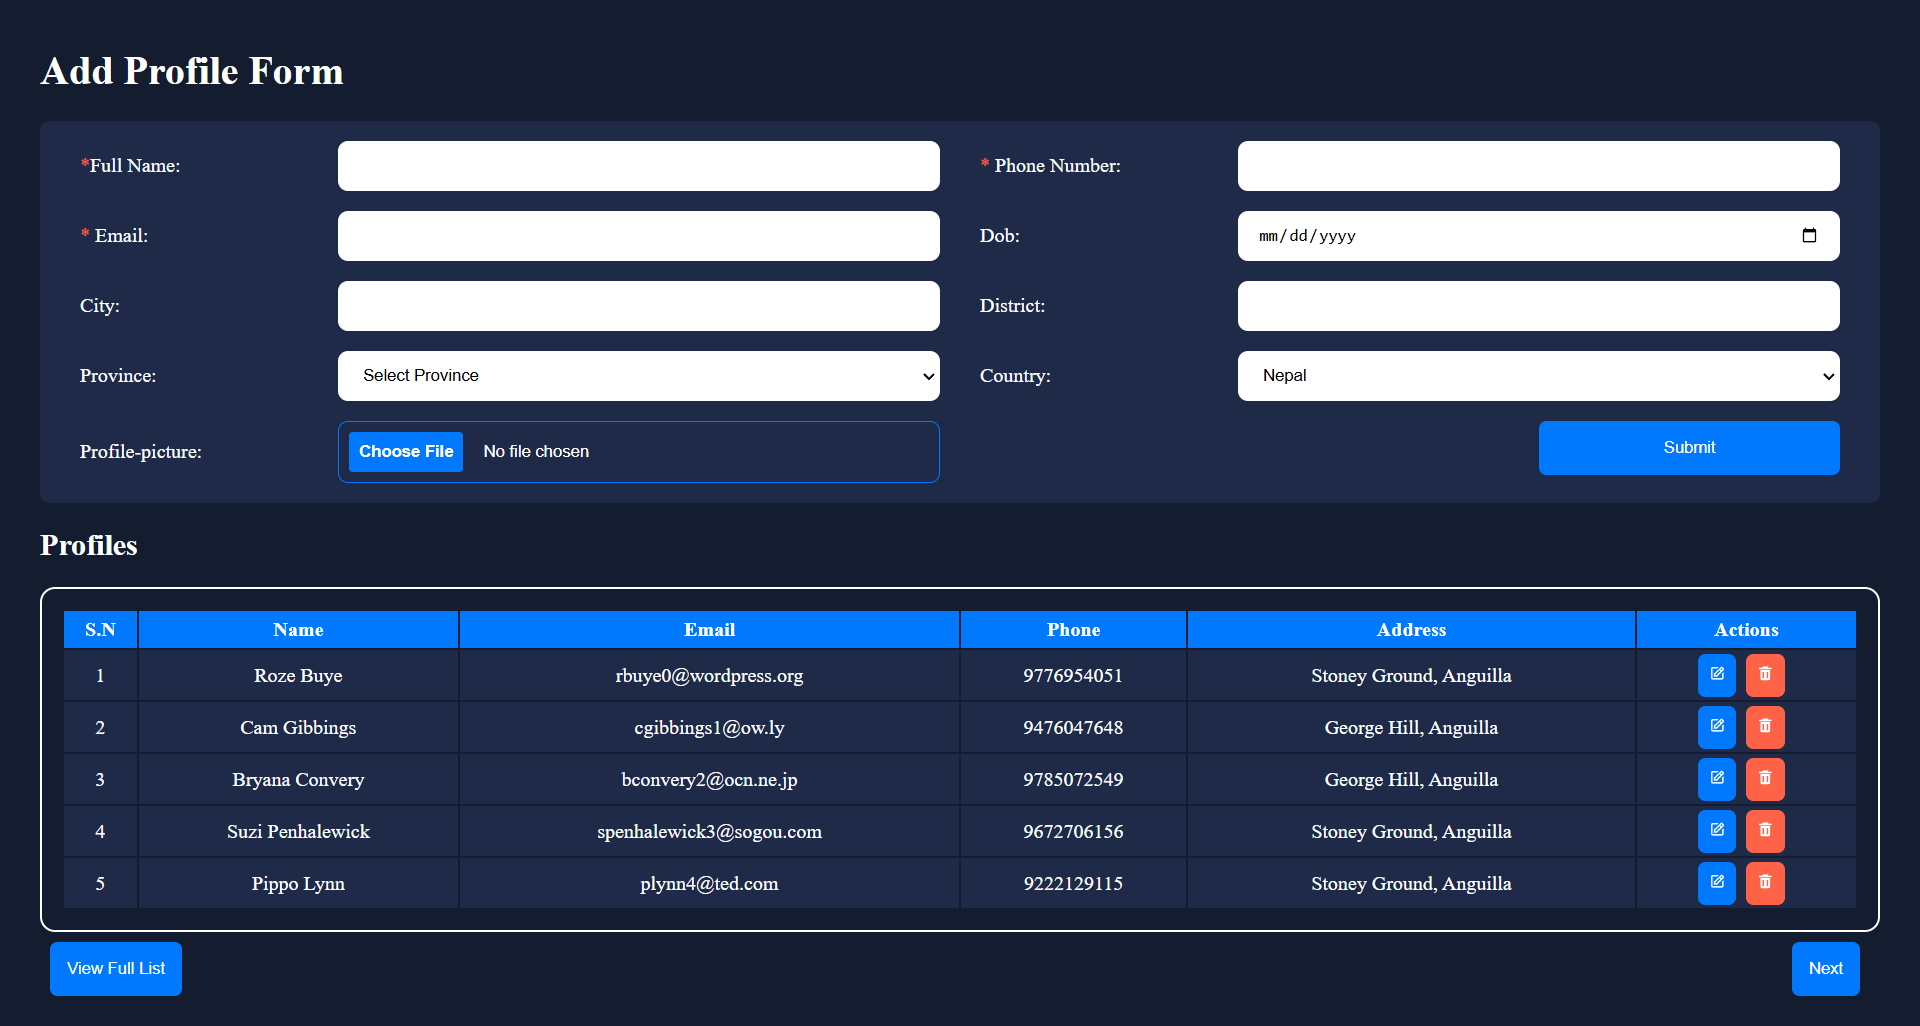 Add Profile Form
*Full Name:
* Phone Number:
* Email:
Dob: mm/dd/yyyy
City:
District:
Province: Select Province
Country: Nepal
Profile-picture: Choose File No file chosen
Submit
Profiles
S.N Name Email Phone Address Actions
1 Roze Buye rbuye0@wordpress.org 9776954051 Stoney Ground, Anguilla
2 Cam Gibbings cgibbings1@ow.ly 9476047648 George Hill, Anguilla
3 Bryana Convery bconvery2@ocn.ne.jp 9785072549 George Hill, Anguilla
4 Suzi Penhalewick spenhalewick3@sogou.com 9672706156 Stoney Ground, Anguilla
5 Pippo Lynn plynn4@ted.com 9222129115 Stoney Ground, Anguilla
View Full List
Next